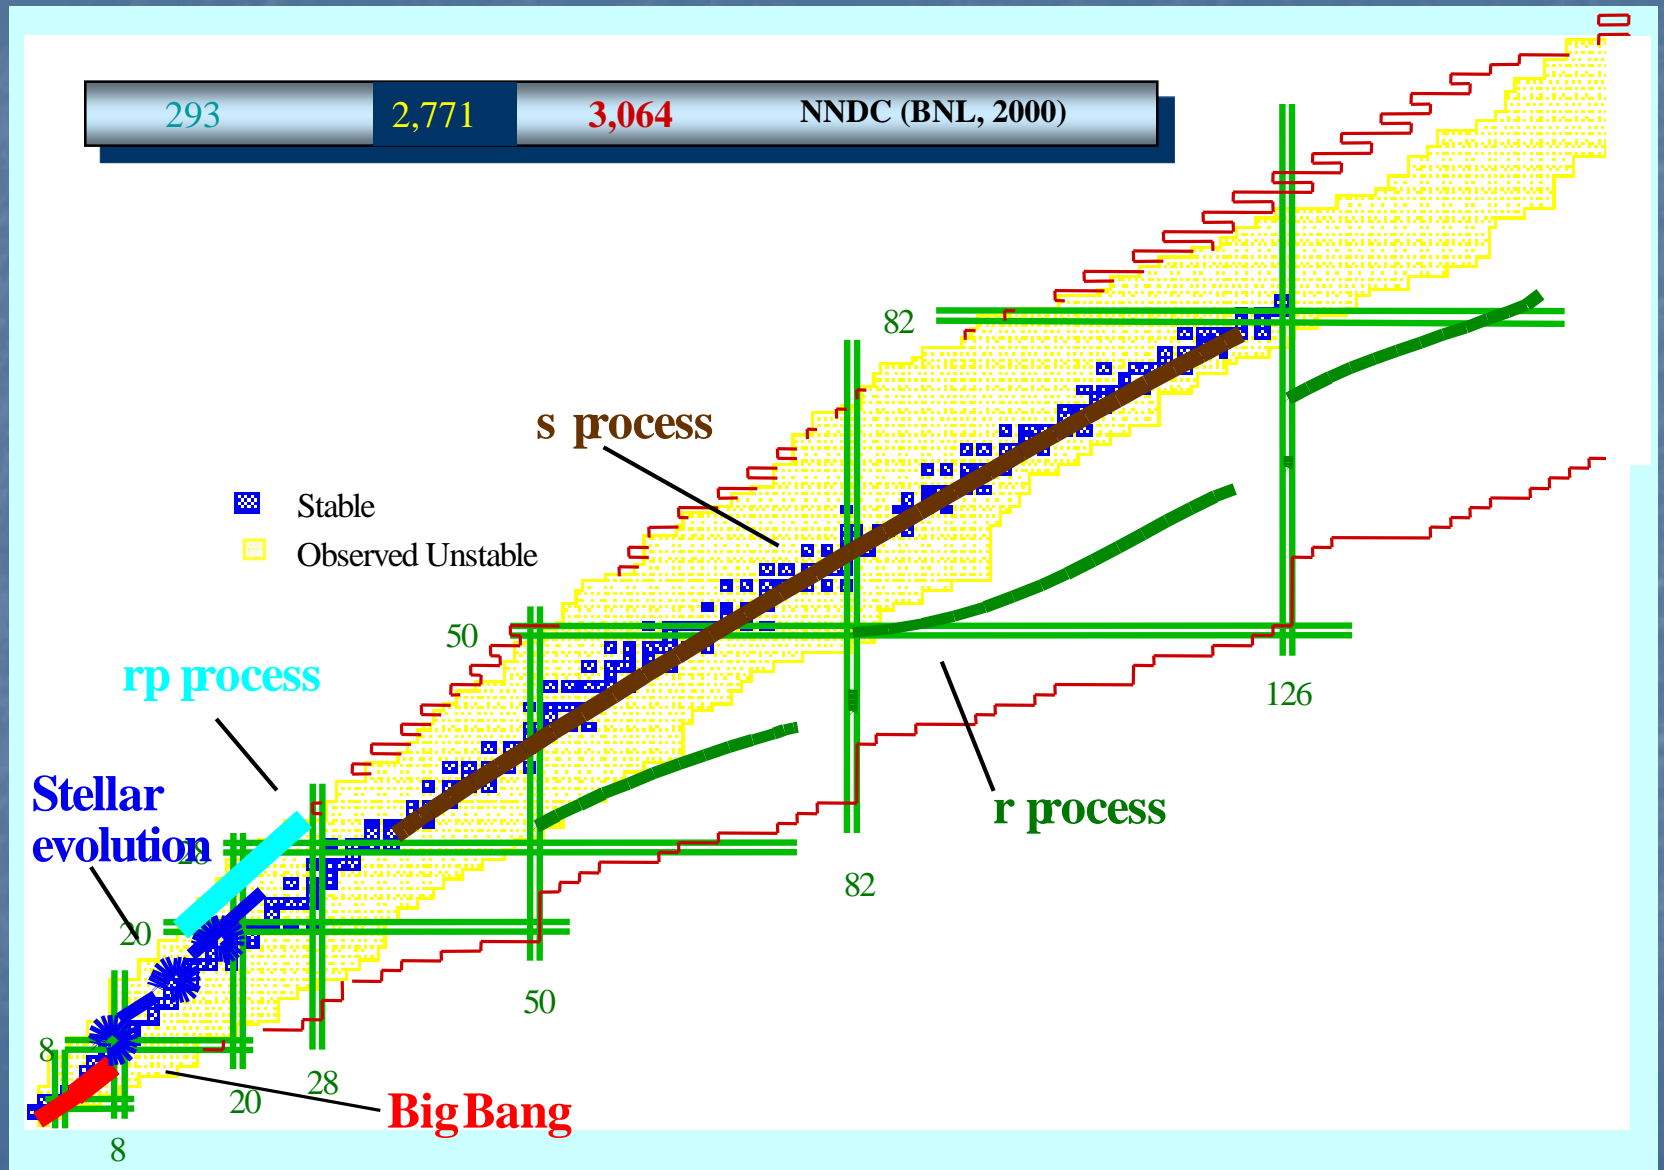 293 2,771 3,064 NNDC (BNL, 2000)
82
s process
Stable
Observed Unstable
50
rp process
126
Stellar
evolution
28
r process
82
20
50
8
28
20
Big Bang
8